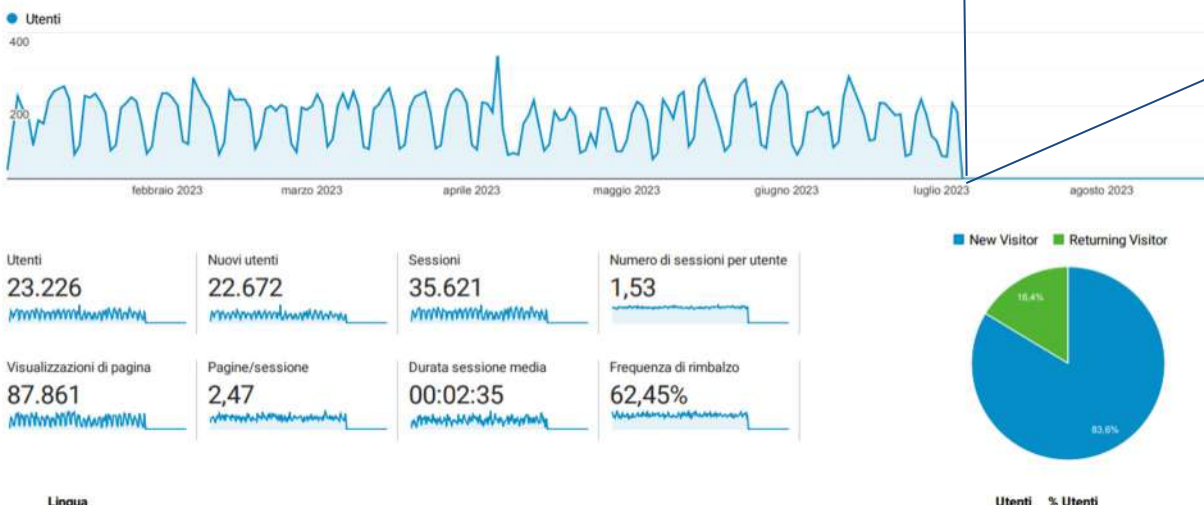 Utenti
400
200
febbraio 2023 marzo 2023 aprile 2023 maggio 2023 giugno 2023 luglio 2023 agosto 2023
New Visitor Returning Visitor
Utenti Nuovi utenti Sessioni Numero di sessioni per utente
23.226 22.672 35.621 1,53
Visualizzazioni di pagina Pagine/sessione Durata sessione media Frequenza di rimbalzo
87.861 2,47 00:02:35 62,45%
16,4%
83,6%
Lingua Utenti % Utenti